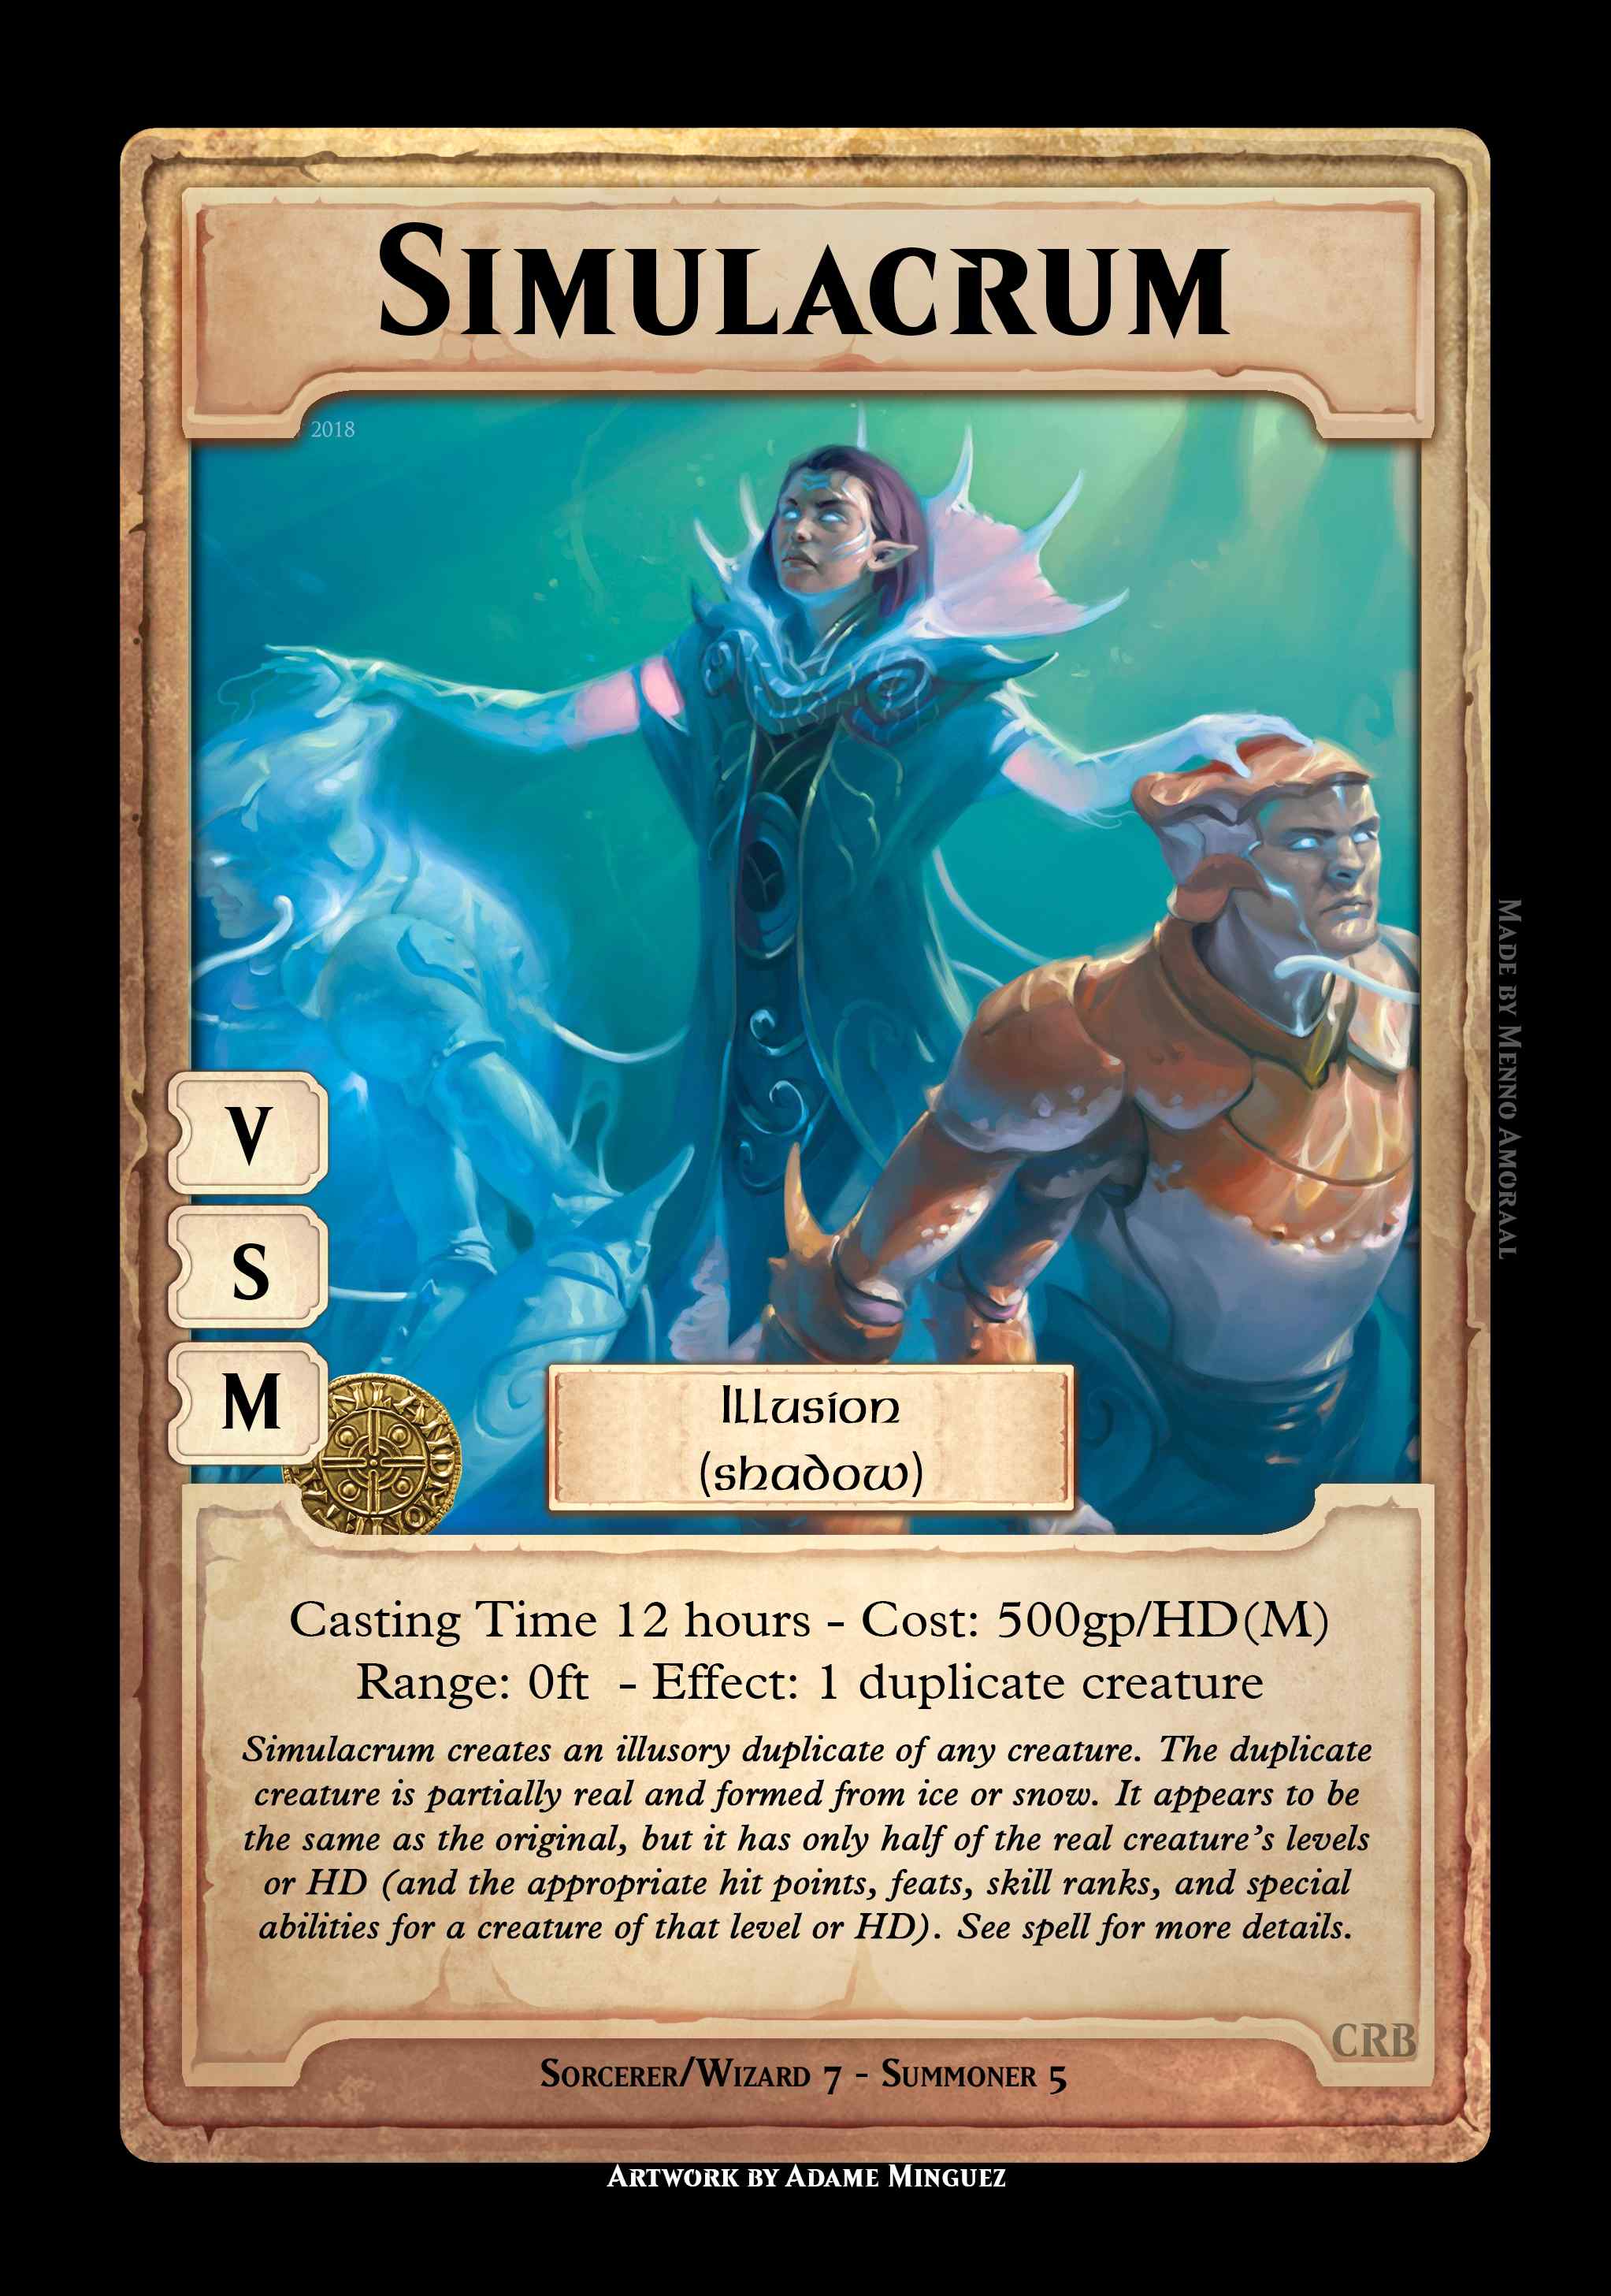 Simulacrum
2018
V
S
M
Illusion
(shadow)
Casting Time 12 hours - Cost: 500gp/HD(M)
Range: 0ft - Effect: 1 duplicate creature
Simulacrum creates an illusory duplicate of any creature. The duplicate
creature is partially real and formed from ice or snow. It appears to be
the same as the original, but it has only half of the real creature's levels
or HD (and the appropriate hit points, feats, skill ranks, and special
abilities for a creature of that level or HD). See spell for more details.
CRB
Sorcerer/Wizard 7 - Summoner 5
Artwork by Adame Minguez
Made by Menno Amoraal